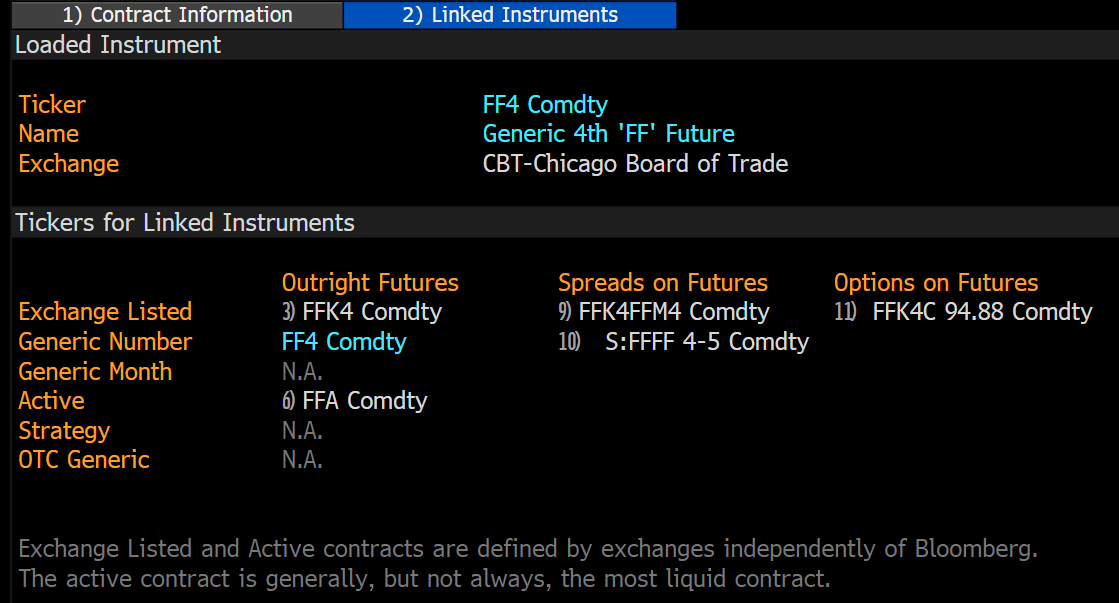 1) Contract Information 2) Linked Instruments
Loaded Instrument
Ticker FF4 Comdty
Name Generic 4th 'FF' Future
Exchange CBT-Chicago Board of Trade
Tickers for Linked Instruments
Outright Futures Spreads on Futures Options on Futures
Exchange Listed 3) FFK4 Comdty 9) FFK4FFM4 Comdty 11) FFK4C 94.88 Comdty
Generic Number FF4 Comdty 10) S:FFFF 4-5 Comdty
Generic Month N.A.
Active 6) FFA Comdty
Strategy N.A.
OTC Generic N.A.
Exchange Listed and Active contracts are defined by exchanges independently of Bloomberg.
The active contract is generally, but not always, the most liquid contract.